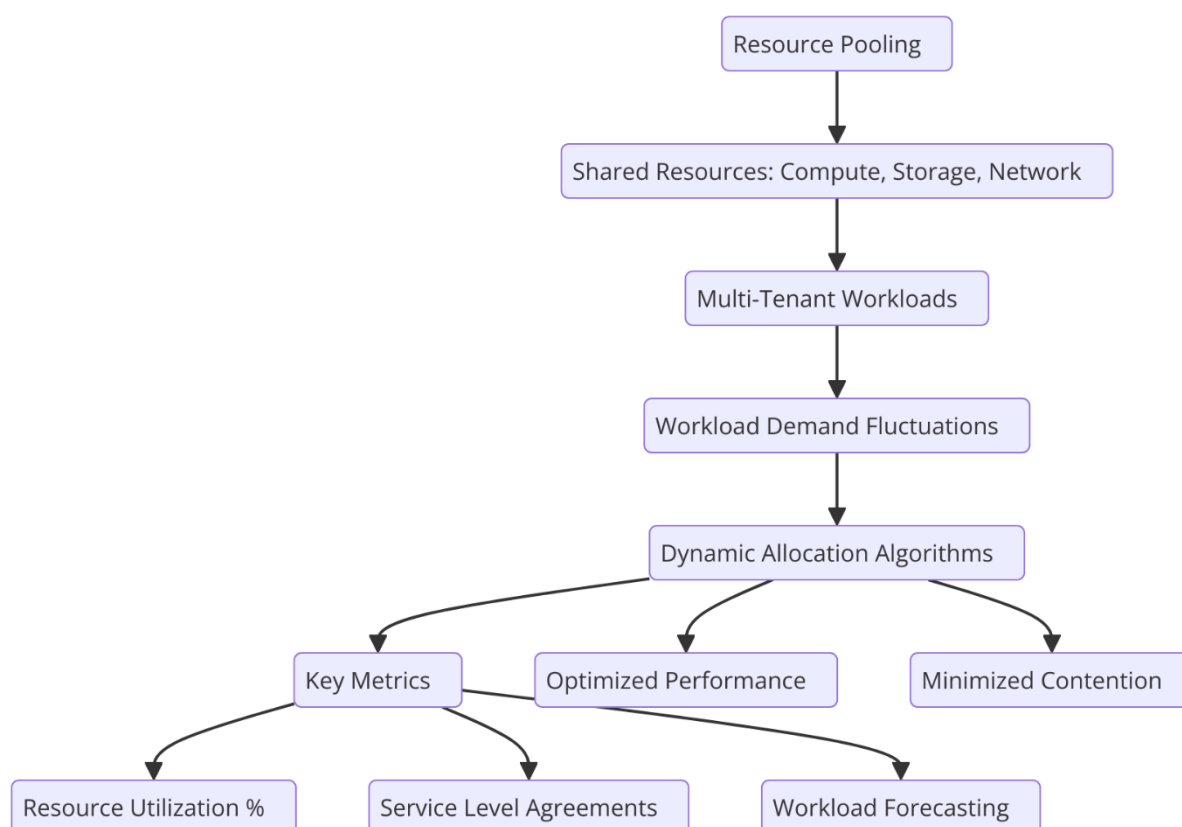 Resource Pooling
Shared Resources: Compute, Storage, Network
Multi-Tenant Workloads
Workload Demand Fluctuations
Dynamic Allocation Algorithms
Key Metrics
Optimized Performance
Minimized Contention
Resource Utilization %
Service Level Agreements
Workload Forecasting